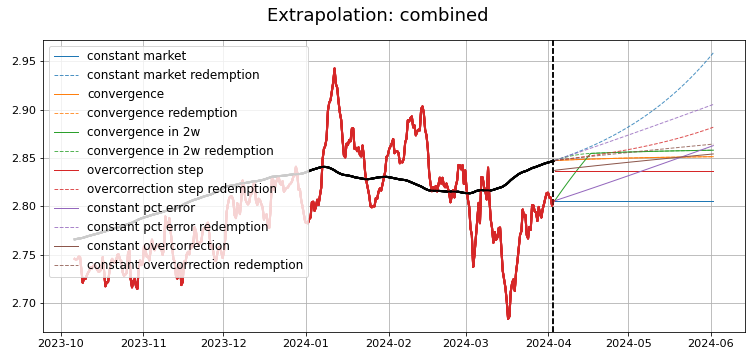 Extrapolation: combined
2.95
2.90
2.85
2.80
2.75
2.70
constant market
constant market redemption
convergence
convergence redemption
convergence in 2w
convergence in 2w redemption
overcorrection step
overcorrection step redemption
constant pct error
constant pct error redemption
constant overcorrection
constant overcorrection redemption
2023-10 2023-11 2023-12 2024-01 2024-02 2024-03 2024-04 2024-05 2024-06